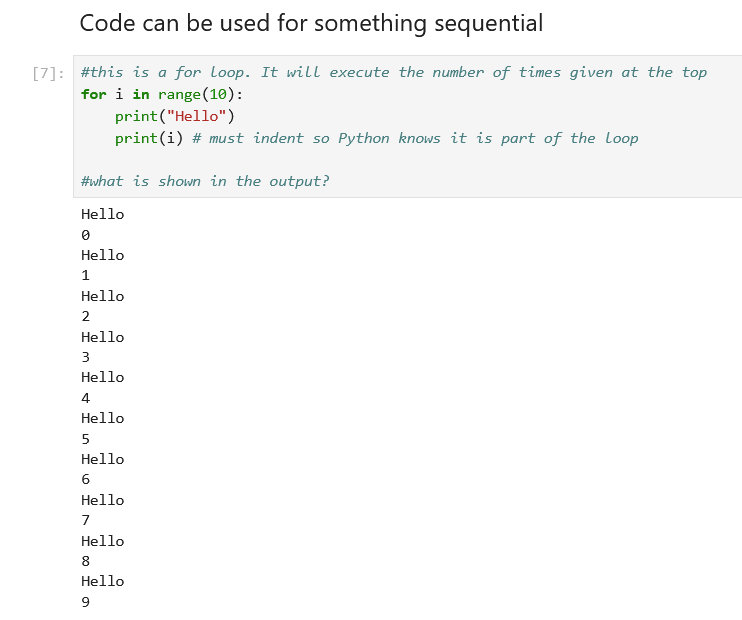 Code can be used for something sequential
[7]: #this is a for loop. It will execute the number of times given at the top
for i in range(10):
    print("Hello")
    print(i) # must indent so Python knows it is part of the loop
#what is shown in the output?
Hello
0
Hello
1
Hello
2
Hello
3
Hello
4
Hello
5
Hello
6
Hello
7
Hello
8
Hello
9